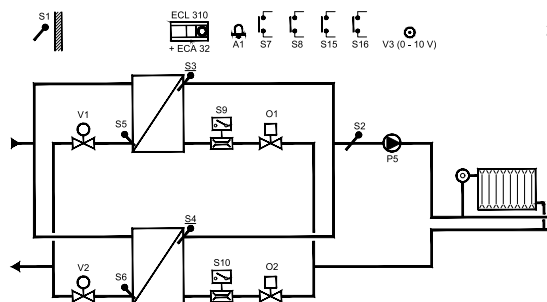 S1
ECL 310
+ ECA 32
A1
S7
S8
S15
S16
V3 (0 - 10 V)
S3
V1
S5
S9
O1
S2
P5
S4
V2
S6
S10
O2